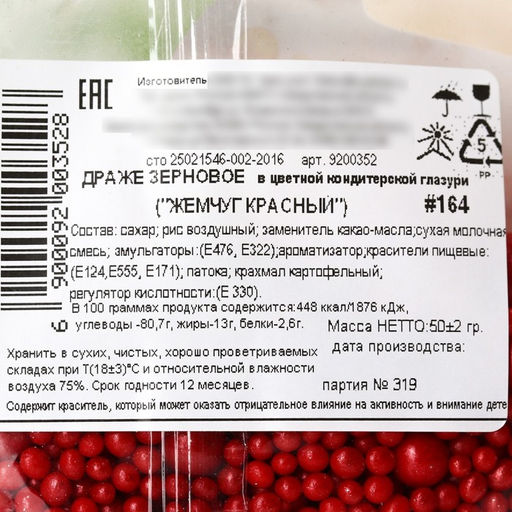 EAC
Изготовитель
сто 25021546-002-2016 арт. 9200352
ДРАЖЕ ЗЕРНОВОЕ в цветной кондитерской глазури
("ЖЕМЧУГ КРАСНЫЙ") #164
Состав: сахар; рис воздушный; заменитель какао-масла;сухая молочная
смесь; эмульгаторы:(Е476, Е322);ароматизатор;красители пищевые:
(Е124,Е555, Е171); патока; крахмал картофельный;
регулятор кислотности:(Е 330).
В 100 граммах продукта содержится:448 ккал/1876 кДж,
углеводы -80,7г, жиры-13г, белки-2,6г.
Масса НЕТТО:50±2 гр.
дата производства:
Хранить в сухих, чистых, хорошо проветриваемых
складах при Т(18±3)°С и относительной влажности
воздуха 75%. Срок годности 12 месяцев.
партия № 319
Содержит краситель, который может оказать отрицательное влияние на активность и внимание дете
6 900092 003528
5
PP